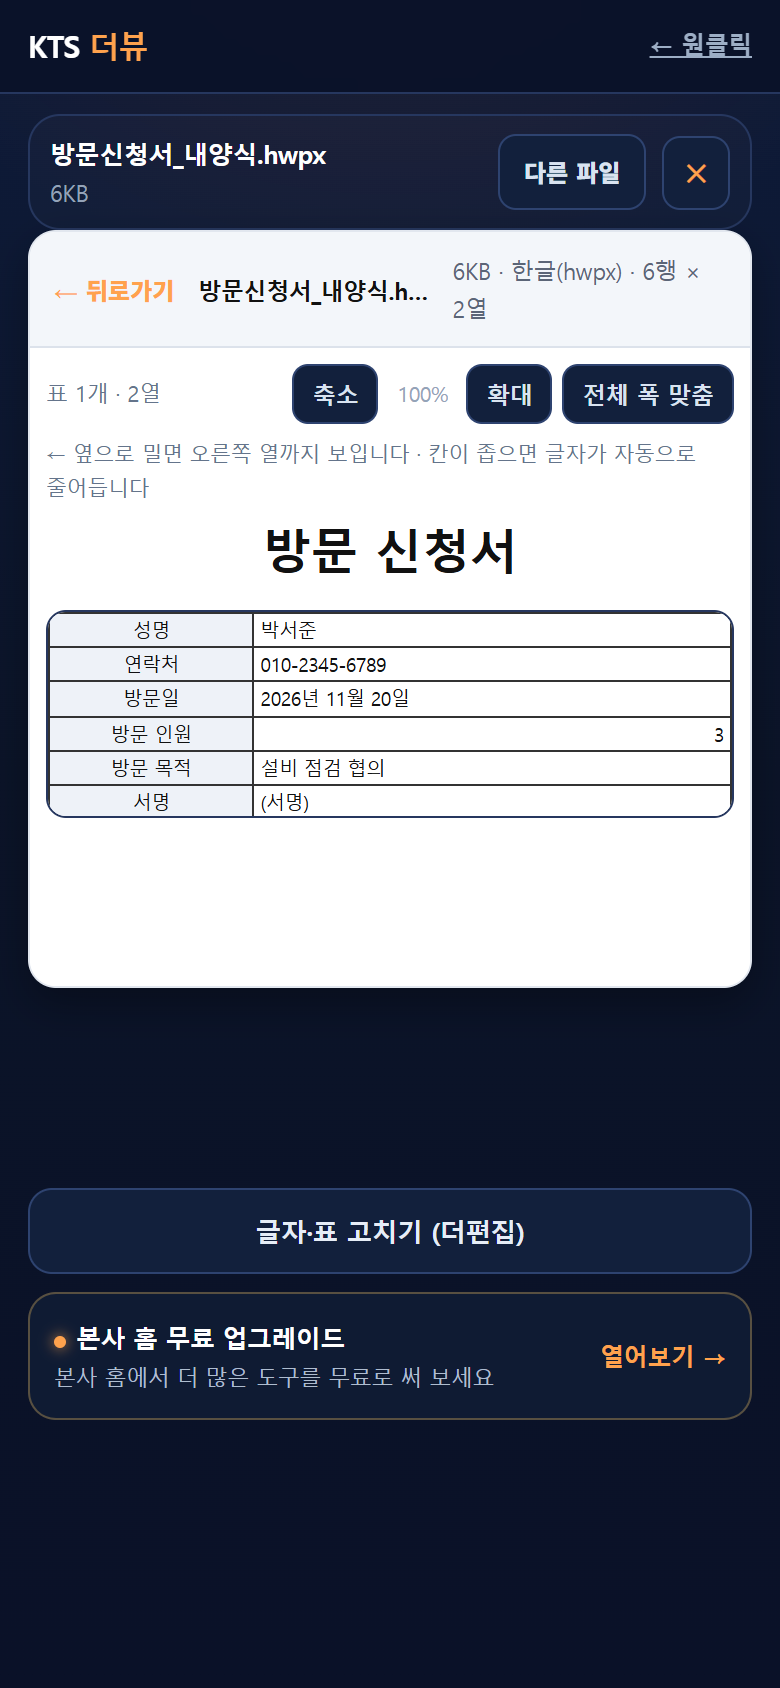 KTS 더뷰
← 원클릭
방문신청서_내양식.hwpx
6KB
다른 파일
×
← 뒤로가기
방문신청서_내양식.h...
6KB · 한글(hwpx) · 6행 ×
2열
표 1개 · 2열
축소
100%
확대
전체 폭 맞춤
← 옆으로 밀면 오른쪽 열까지 보입니다 · 칸이 좁으면 글자가 자동으로
줄어듭니다
방문 신청서
성명 박서준
연락처 010-2345-6789
방문일 2026년 11월 20일
방문 인원 3
방문 목적 설비 점검 협의
서명 (서명)
글자·표 고치기 (더편집)
본사 홈 무료 업그레이드
본사 홈에서 더 많은 도구를 무료로 써 보세요
열어보기 →